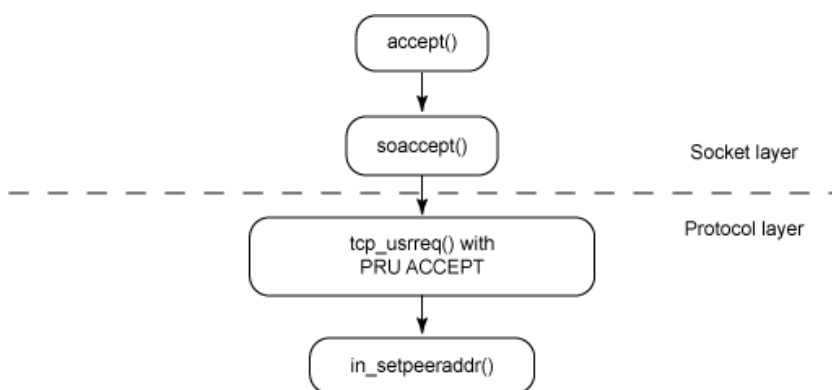 accept()
soaccept()
Socket layer
Protocol layer
tcp_usrreq() with
PRU ACCEPT
in_setpeeraddr()